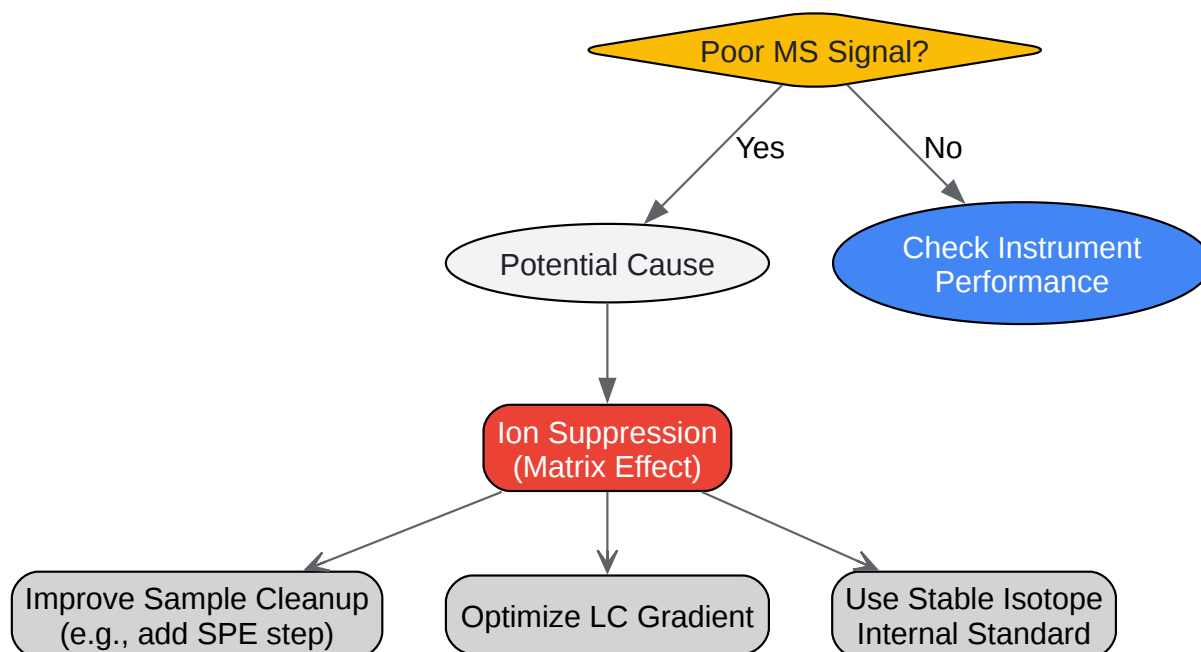 Poor MS Signal?
Yes
No
Potential Cause
Check Instrument
Performance
Ion Suppression
(Matrix Effect)
Improve Sample Cleanup
(e.g., add SPE step)
Optimize LC Gradient
Use Stable Isotope
Internal Standard